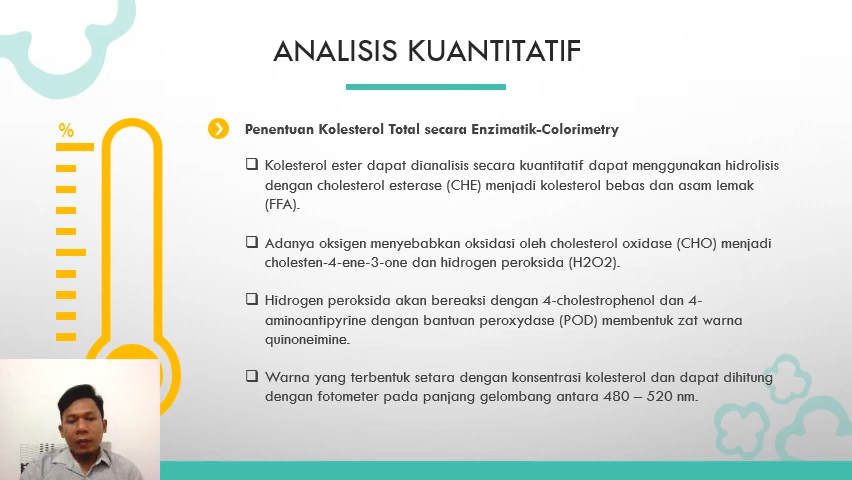 ANALISIS KUANTITATIF
%
Penentuan Kolesterol Total secara Enzimatik-Colorimetry
Kolesterol ester dapat dianalisis secara kuantitatif dapat menggunakan hidrolisis
dengan cholesterol esterase (CHE) menjadi kolesterol bebas dan asam lemak
(FFA).
Adanya oksigen menyebabkan oksidasi oleh cholesterol oxidase (CHO) menjadi
cholesten-4-ene-3-one dan hidrogen peroksida (H2O2).
Hidrogen peroksida akan bereaksi dengan 4-cholestrophenol dan 4-
aminoantipyrine dengan bantuan peroxydase (POD) membentuk zat warna
quinoneimine.
Warna yang terbentuk setara dengan konsentrasi kolesterol dan dapat dihitung
dengan fotometer pada panjang gelombang antara 480 – 520 nm.